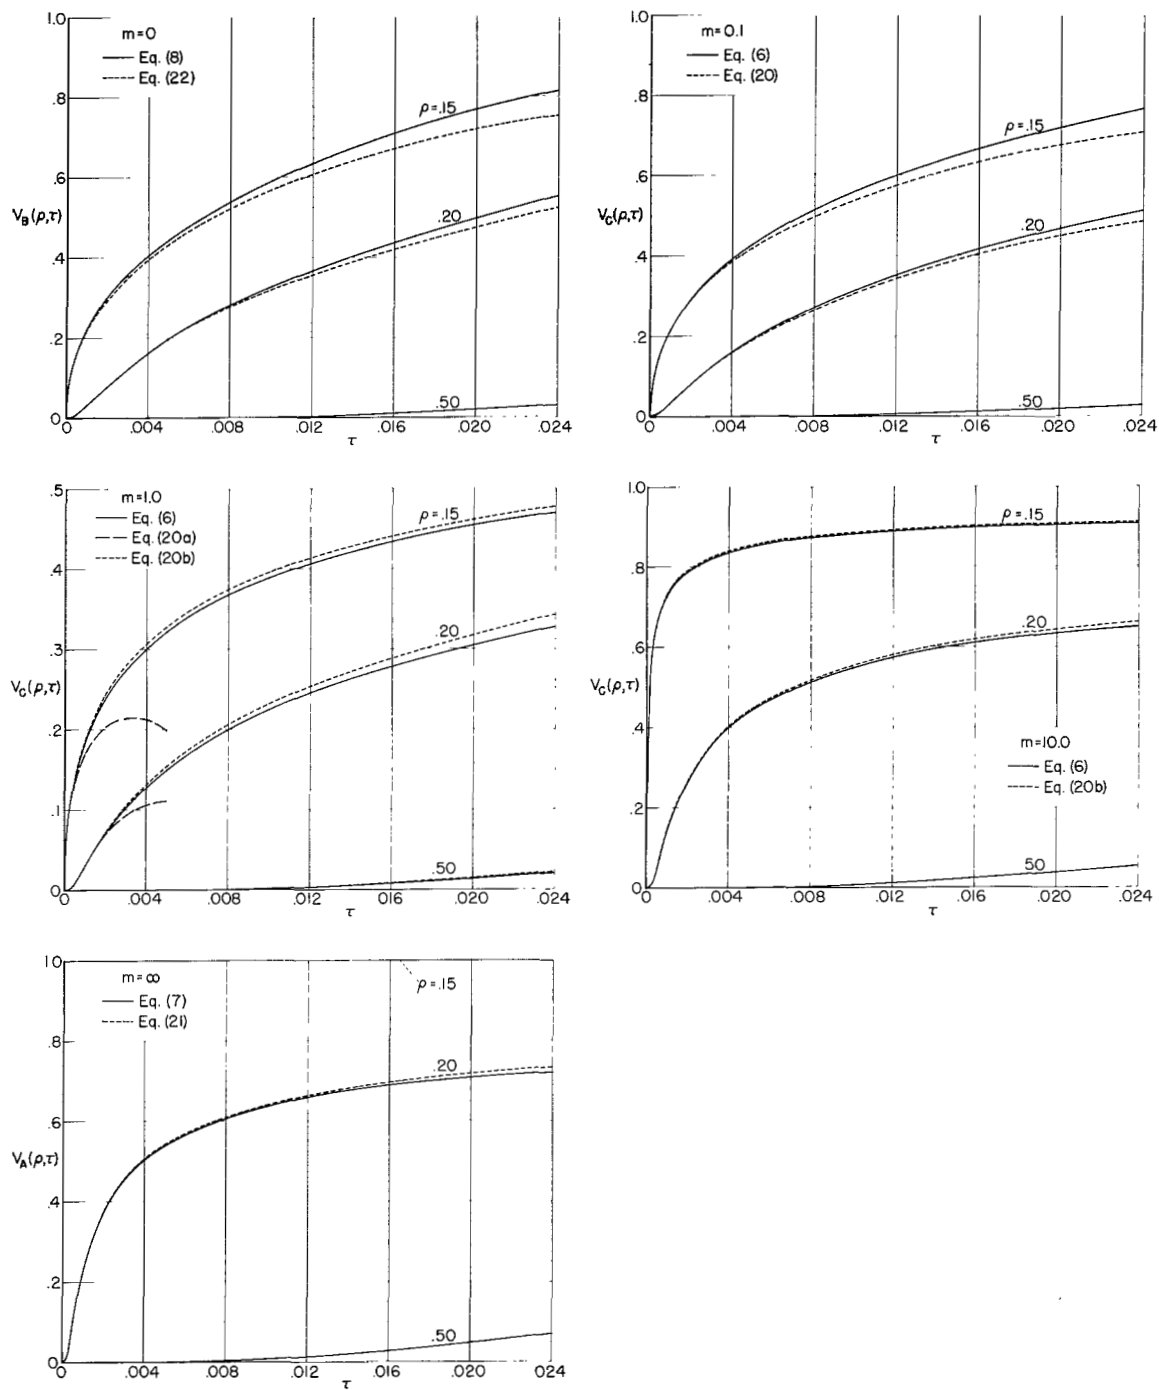 m=0
Eq. (8)
Eq. (22)
1.0
.8
.6
.4
.2
0
V_B(ρ,τ)
ρ=.15
.20
.50
0 .004 .008 .012 .016 .020 .024
τ
m=0.1
Eq. (6)
Eq. (20)
1.0
.8
.6
.4
.2
0
V_C(ρ,τ)
ρ=.15
.20
.50
0 .004 .008 .012 .016 .020 .024
τ
m=1.0
Eq. (6)
Eq. (20a)
Eq. (20b)
.5
.4
.3
.2
.1
0
V_C(ρ,τ)
ρ=.15
.20
.50
0 .004 .008 .012 016 .020 .024
τ
1.0
.8
.6
.4
.2
0
V_C(ρ,τ)
ρ=.15
.20
50
m=10.0
Eq. (6)
Eq. (20b)
0 .004 .008 .012 .016 .020 .024
τ
m=∞
Eq. (7)
Eq. (21)
1 0
.8
.6
.4
.2
0
V_A(ρ,τ)
ρ=.15
.20
.50
0 .004 .008 .012 .016 .020 .024
τ